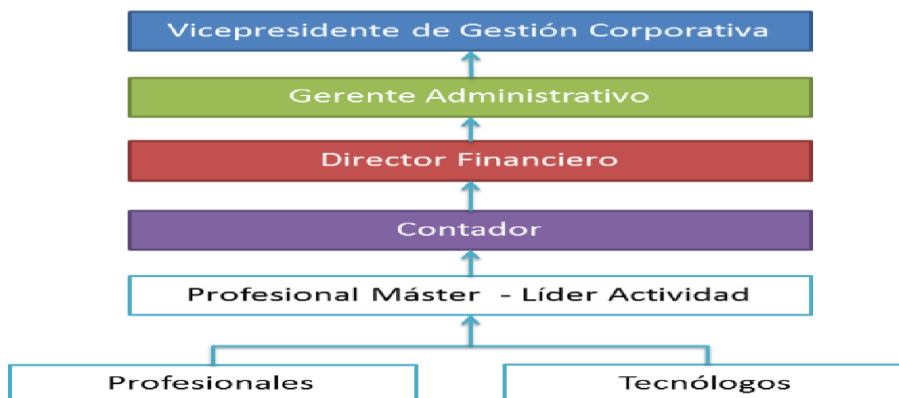 Vicepresidente de Gestión Corporativa
Gerente Administrativo
Director Financiero
Contador
Profesional Máster - Líder Actividad
Profesionales
Tecnólogos